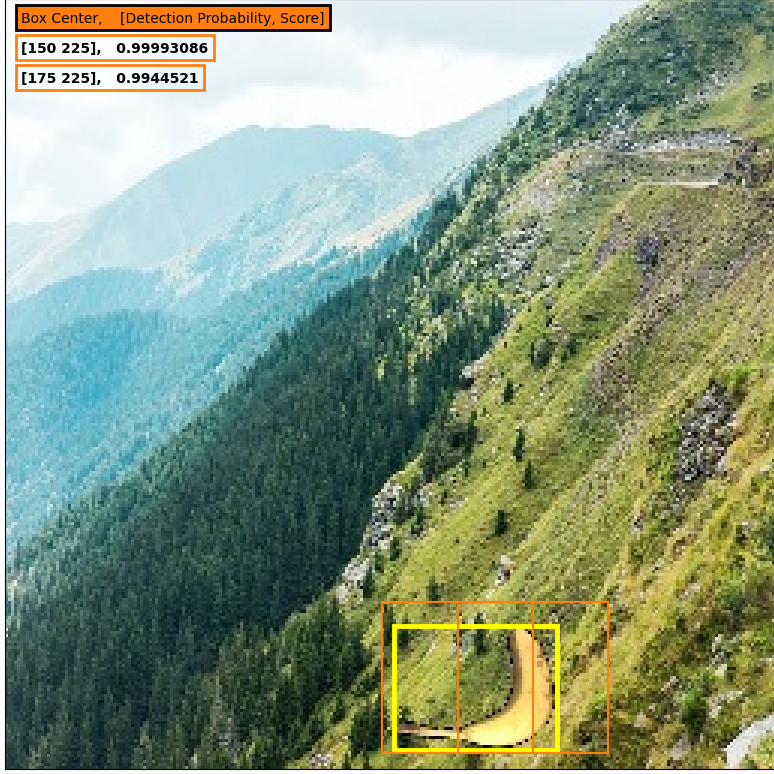 Box Center,    [Detection Probability, Score]
[150 225],   0.99993086
[175 225],   0.9944521